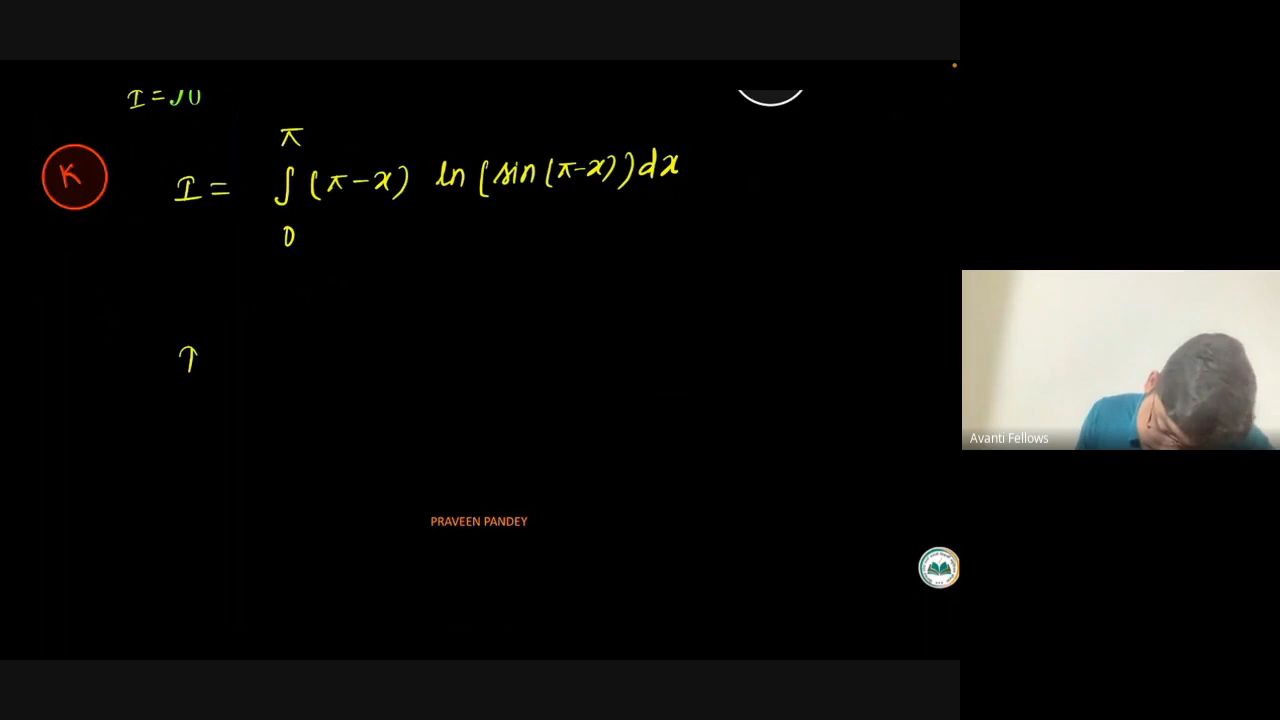 I =
π
K I = ∫ (π-x) ln (sin (π-x)) dx
0
Avanti Fellows
PRAVEEN PANDEY